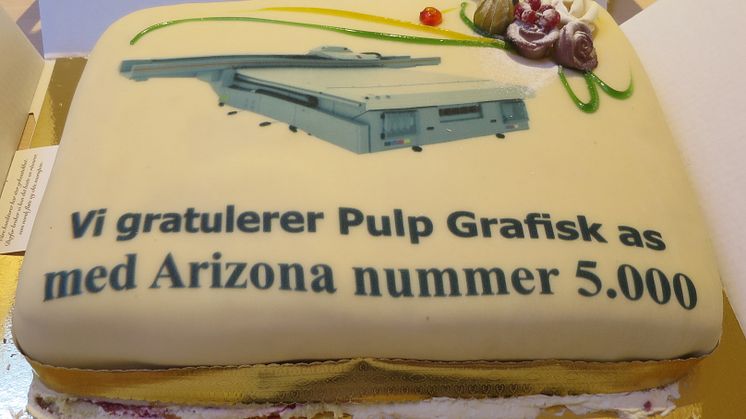 Vi gratulerer Pulp Grafisk as
med Arizona nummer 5.000